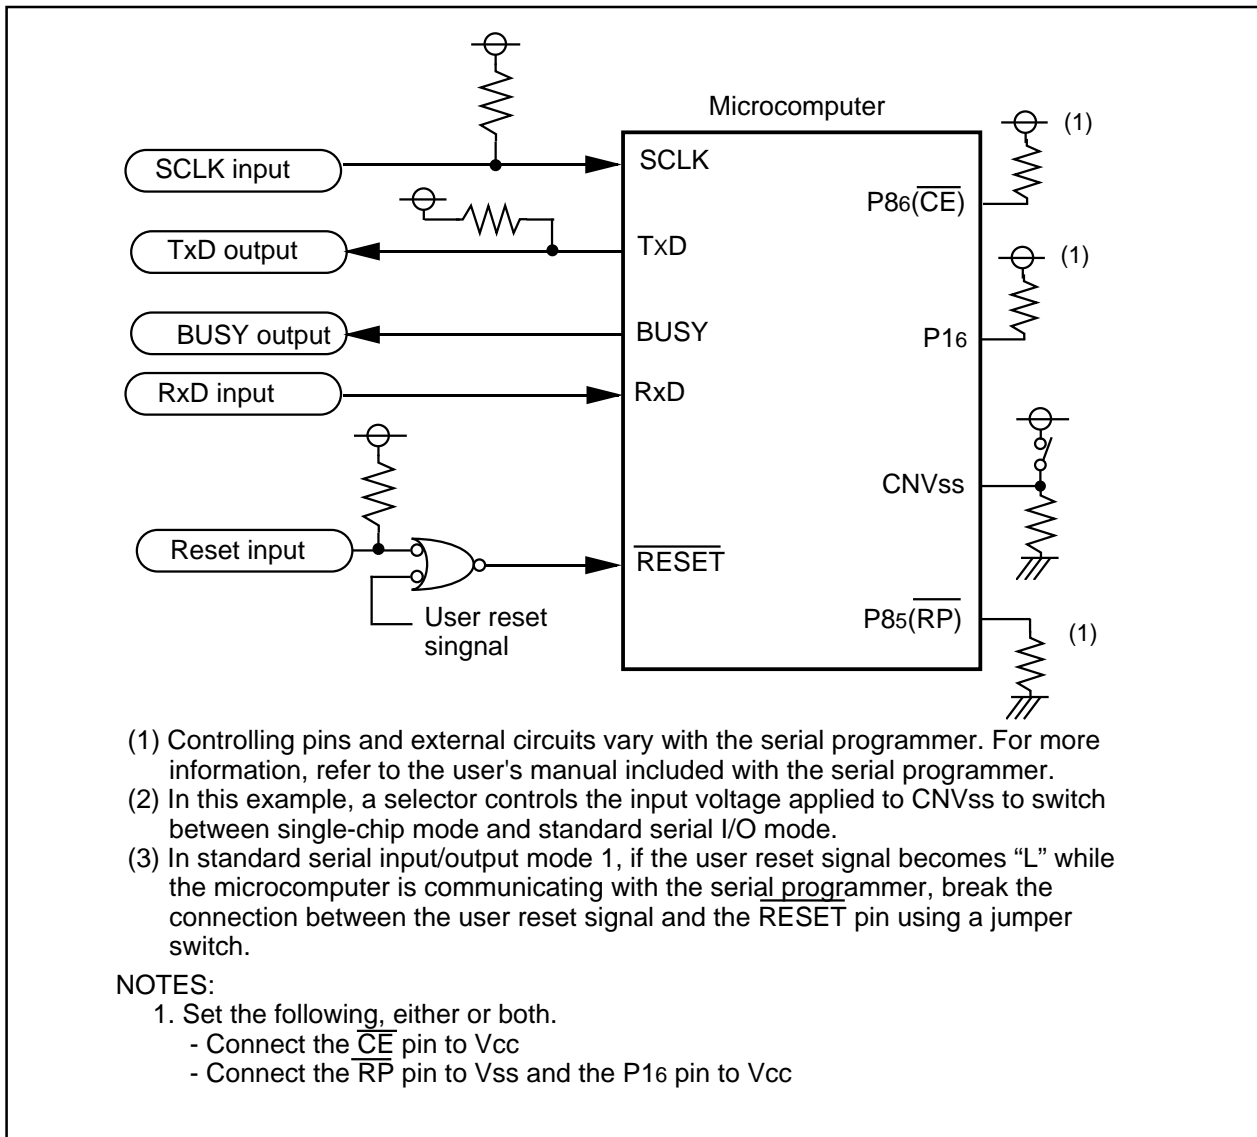 Microcomputer
SCLK input
SCLK
(1)
P86(CE)
TxD output
TxD
(1)
BUSY output
BUSY
P16
RxD input
RxD
CNVss
Reset input
RESET
User reset
singnal
P85(RP)
(1)
(1) Controlling pins and external circuits vary with the serial programmer. For more
information, refer to the user's manual included with the serial programmer.
(2) In this example, a selector controls the input voltage applied to CNVss to switch
between single-chip mode and standard serial I/O mode.
(3) In standard serial input/output mode 1, if the user reset signal becomes “L” while
the microcomputer is communicating with the serial programmer, break the
connection between the user reset signal and the RESET pin using a jumper
switch.
NOTES:
1. Set the following, either or both.
- Connect the CE pin to Vcc
- Connect the RP pin to Vss and the P16 pin to Vcc